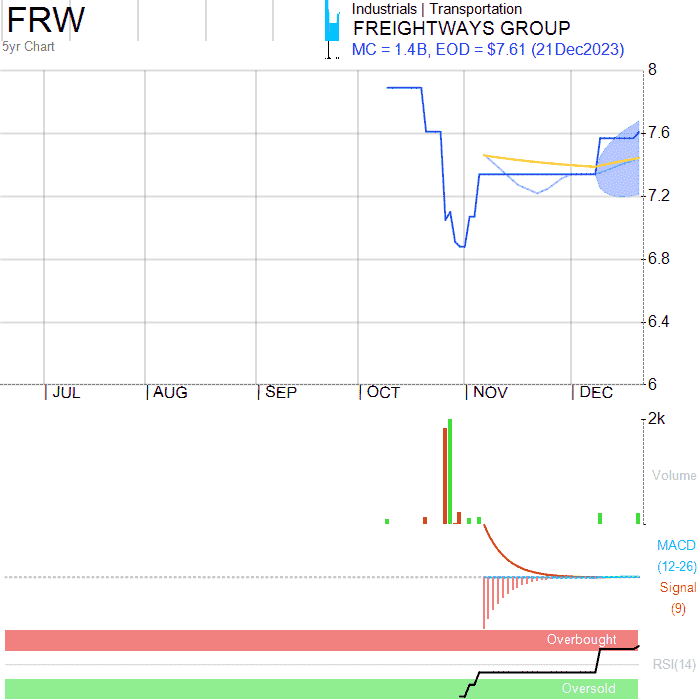 FRW
5yr Chart
Industrials | Transportation
FREIGHTWAYS GROUP
MC = 1.4B, EOD = $7.61 (21Dec2023)
8
7.6
7.2
6.8
6.4
6
JUL AUG SEP OCT NOV DEC
2k
Volume
MACD
(12-26)
Signal
(9)
Overbought
RSI(14)
Oversold